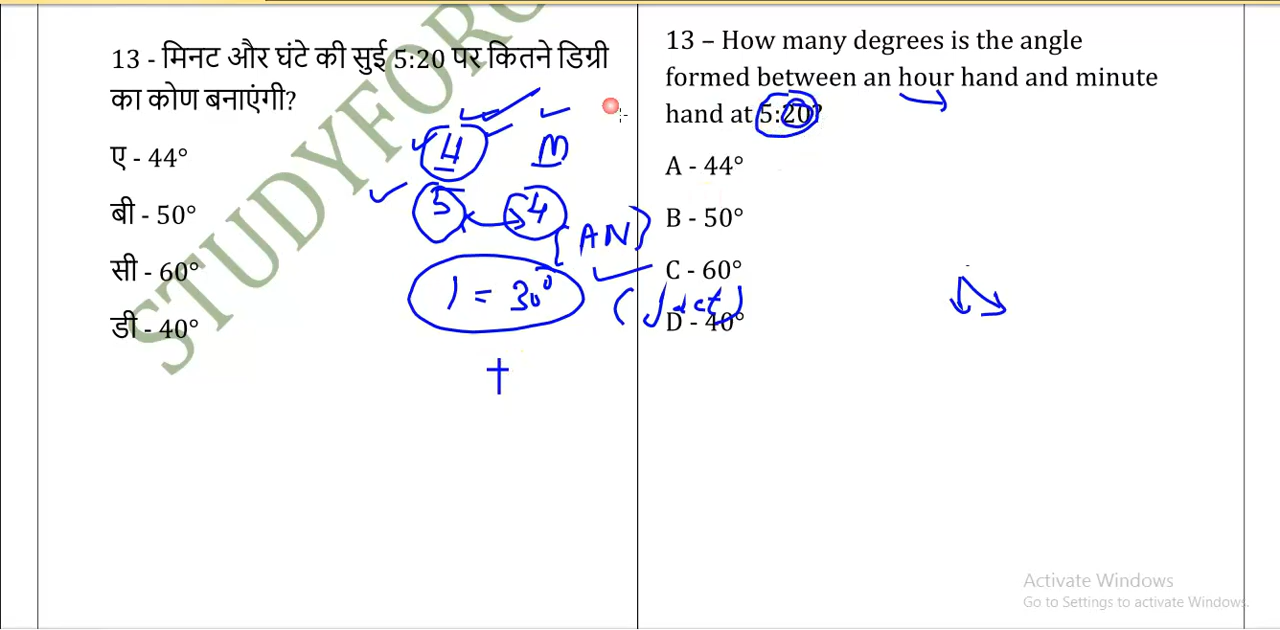 13 - मिनट और घंटे की सुई 5:20 पर कितने डिग्री
का कोण बनाएंगी?
ए - 44°
बी - 50°
सी - 60°
डी - 40°
STUDYFORU
4 M
5 4
{AN}
1 = 30°
13 – How many degrees is the angle
formed between an hour hand and minute
hand at 5:20?
A - 44°
B - 50°
C - 60°
D - 40°
Activate Windows
Go to Settings to activate Windows.